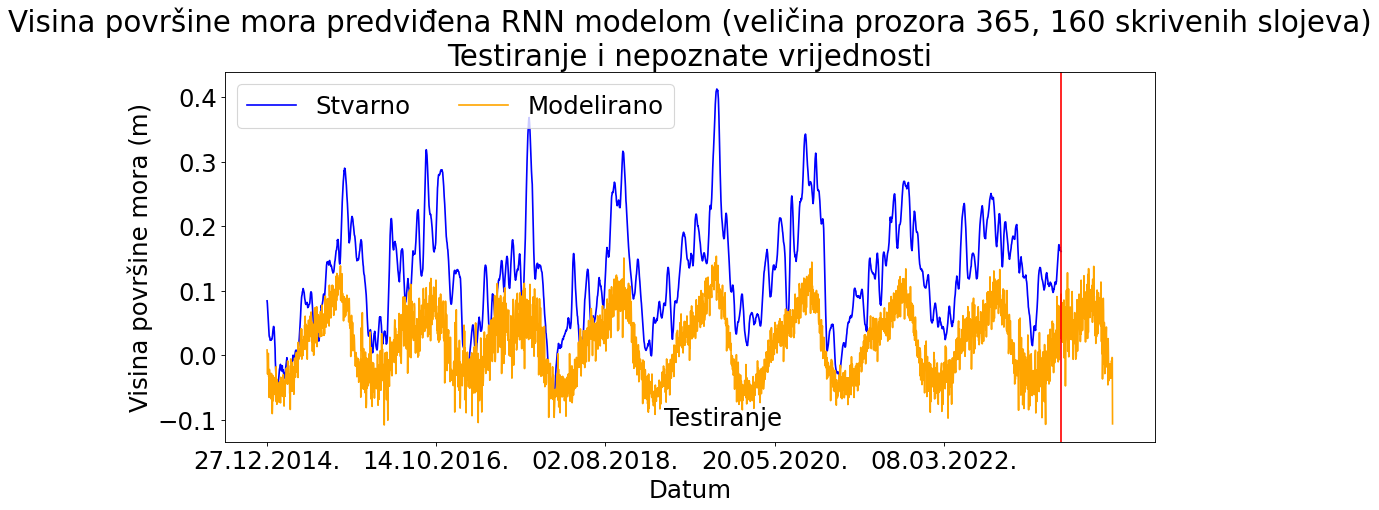 Visina površine mora predviđena RNN modelom (veličina prozora 365, 160 skrivenih slojeva)
Testiranje i nepoznate vrijednosti
Stvarno
Modelirano
Visina površine mora (m)
0.4
0.3
0.2
0.1
0.0
−0.1
Testiranje
27.12.2014.
14.10.2016.
02.08.2018.
20.05.2020.
08.03.2022.
Datum